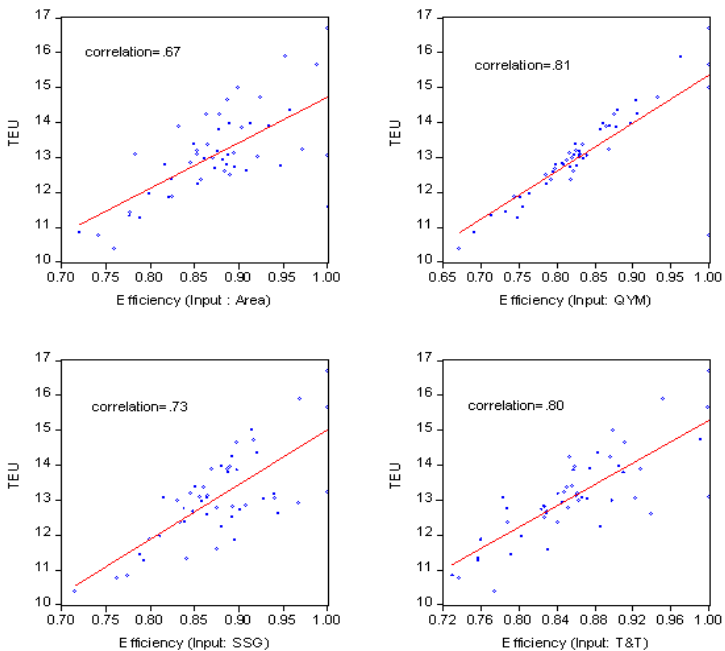 17
16
15
14
13
12
11
10
TEU
correlation=.67
0.70 0.75 0.80 0.85 0.90 0.95 1.00
Efficiency (Input : Area)
17
16
15
14
13
12
11
10
TEU
correlation=.81
0.65 0.70 0.75 0.80 0.85 0.90 0.95 1.00
Efficiency (Input: QYM)
17
16
15
14
13
12
11
10
TEU
correlation=.73
0.70 0.75 0.80 0.85 0.90 0.95 1.00
Efficiency (Input: SSG)
17
16
15
14
13
12
11
10
TEU
correlation=.80
0.72 0.76 0.80 0.84 0.88 0.92 0.96 1.00
Efficiency (Input: T&T)